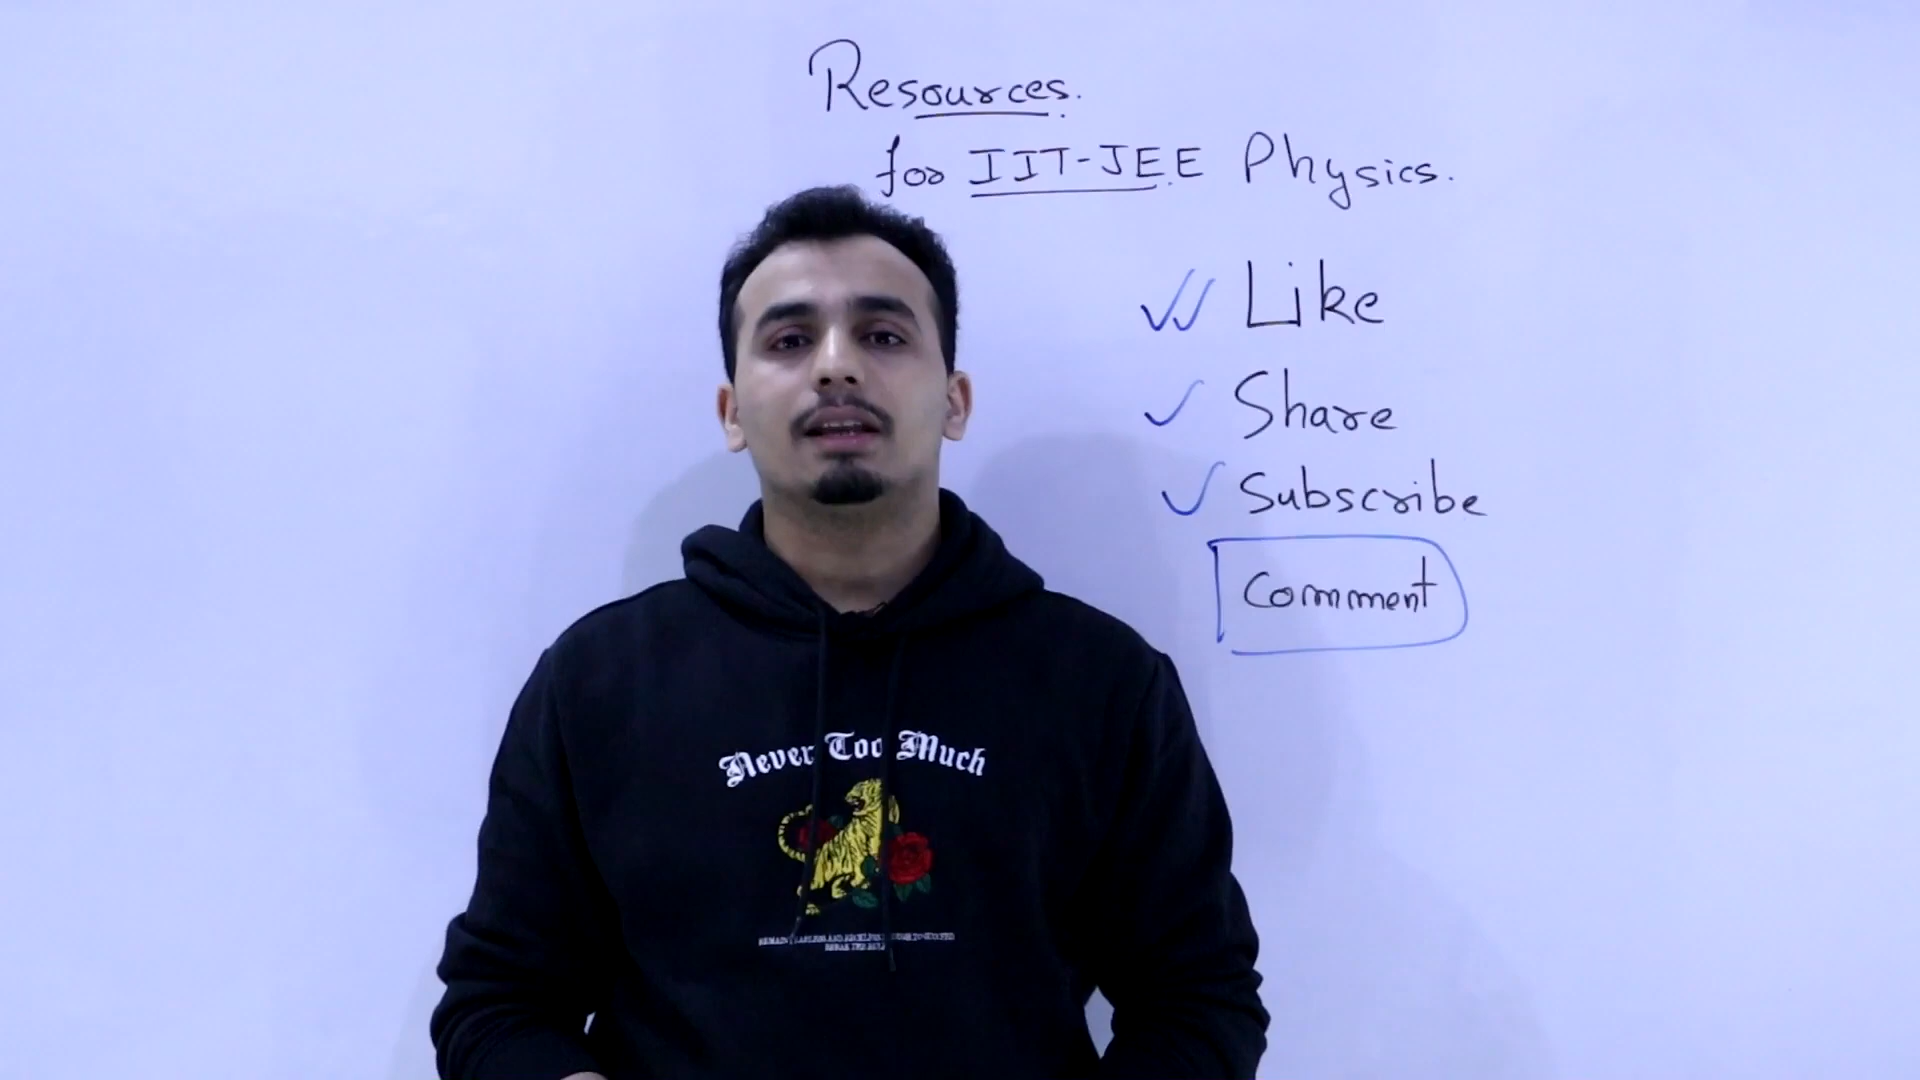 Resources.
for IIT-JEE Physics.
Like
Share
Subscribe
Comment
Never Too Much